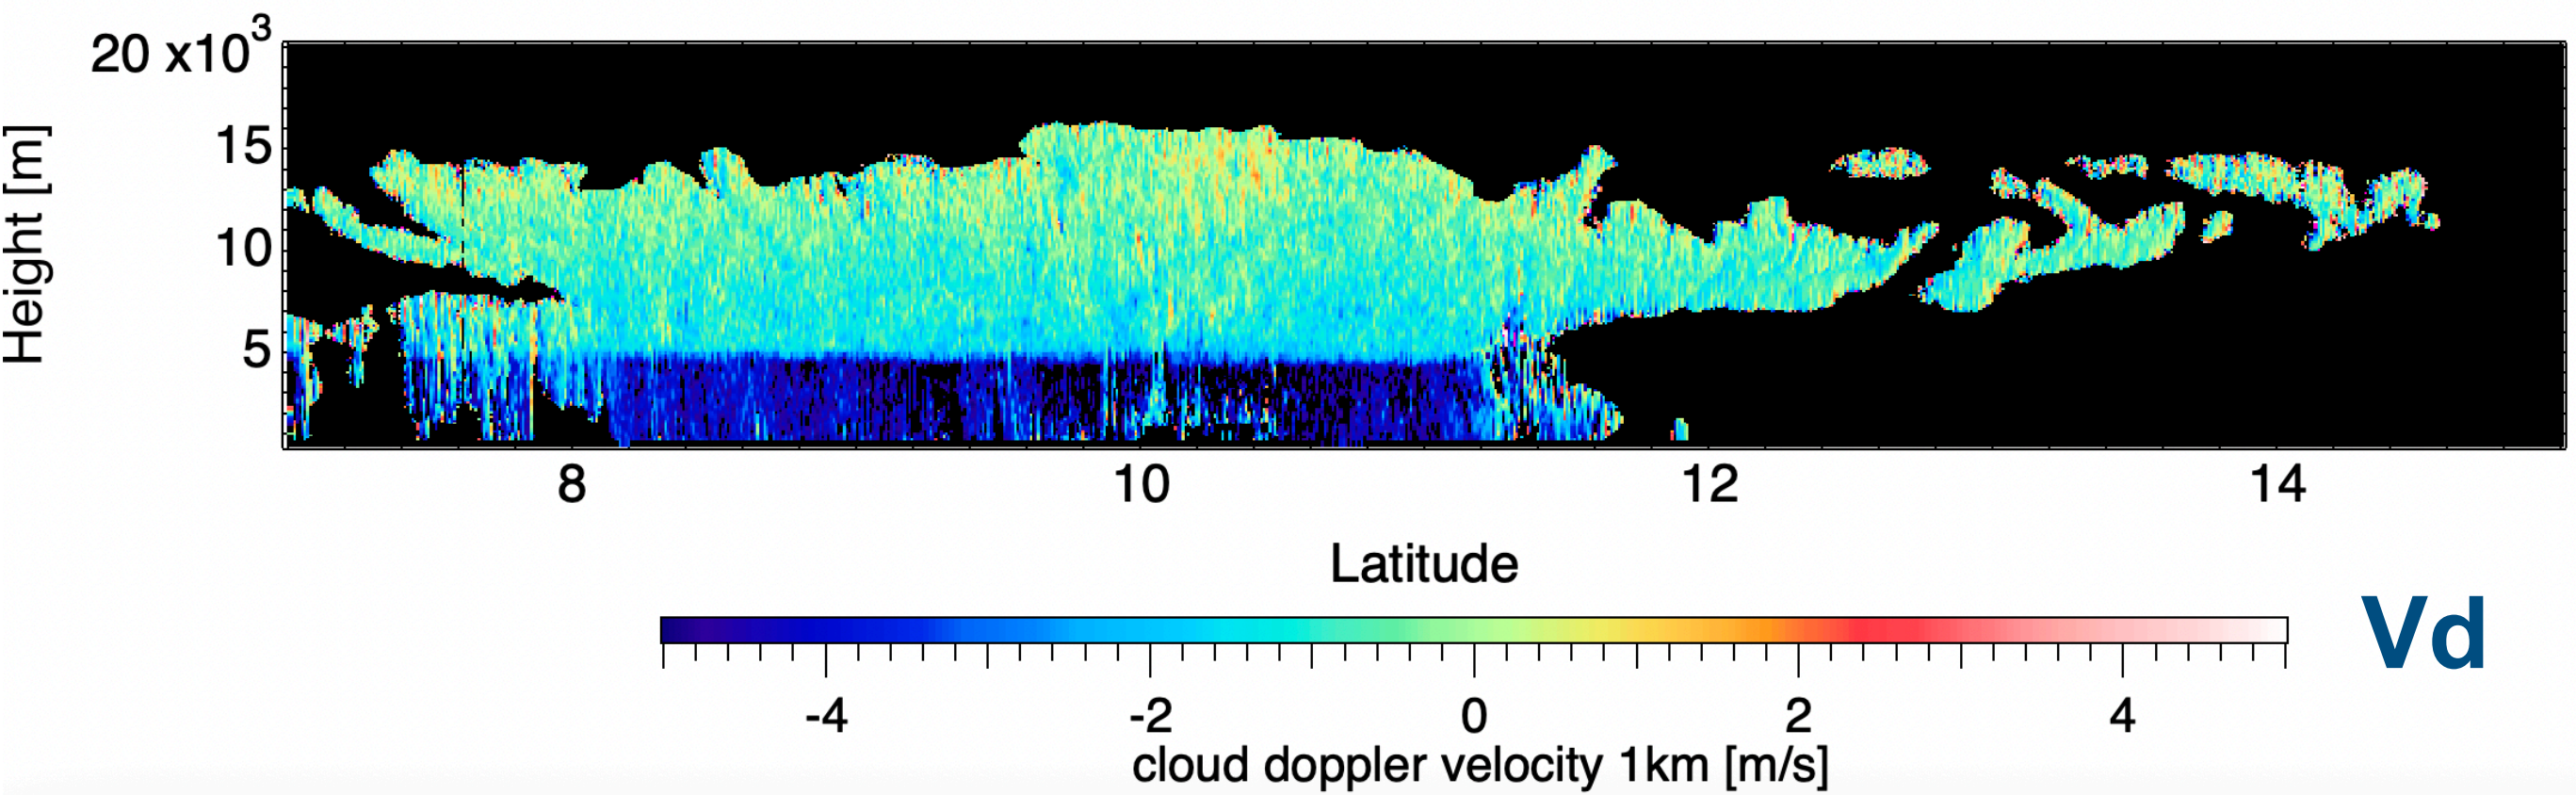 20 x10³
15
10
5
Height [m]
8 10 12 14
Latitude
Vd
-4 -2 0 2 4
cloud doppler velocity 1km [m/s]